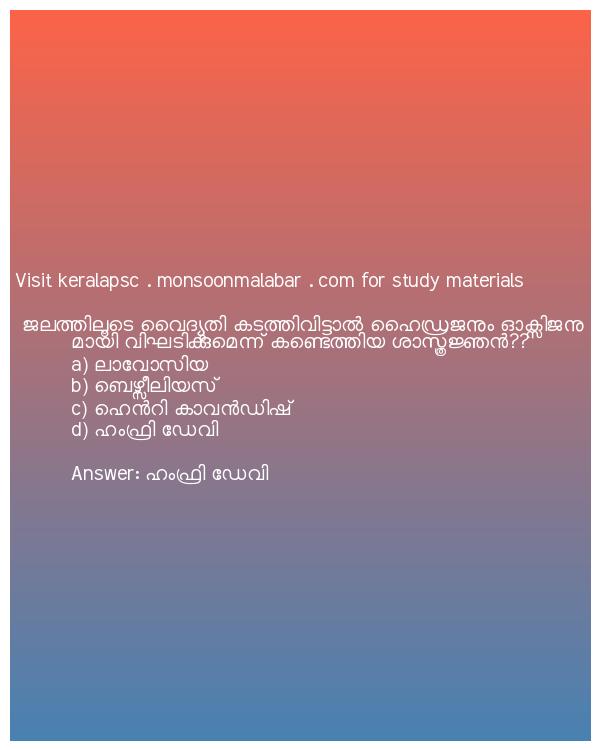 Visit keralapsc . monsoonmalabar . com for study materials
ജലത്തിലൂടെ വൈദ്യുതി കടത്തിവിട്ടാൽ ഹൈഡ്രജനും ഓക്സിജനു
മായി വിഘടിക്കുമെന്ന് കണ്ടെത്തിയ ശാസ്ത്രജ്ഞൻ??
a) ലാവോസിയ
b) ബെഴ്സീലിയസ്
c) ഹെൻറി കാവൻഡിഷ്
d) ഹംഫ്രി ഡേവി
Answer: ഹംഫ്രി ഡേവി